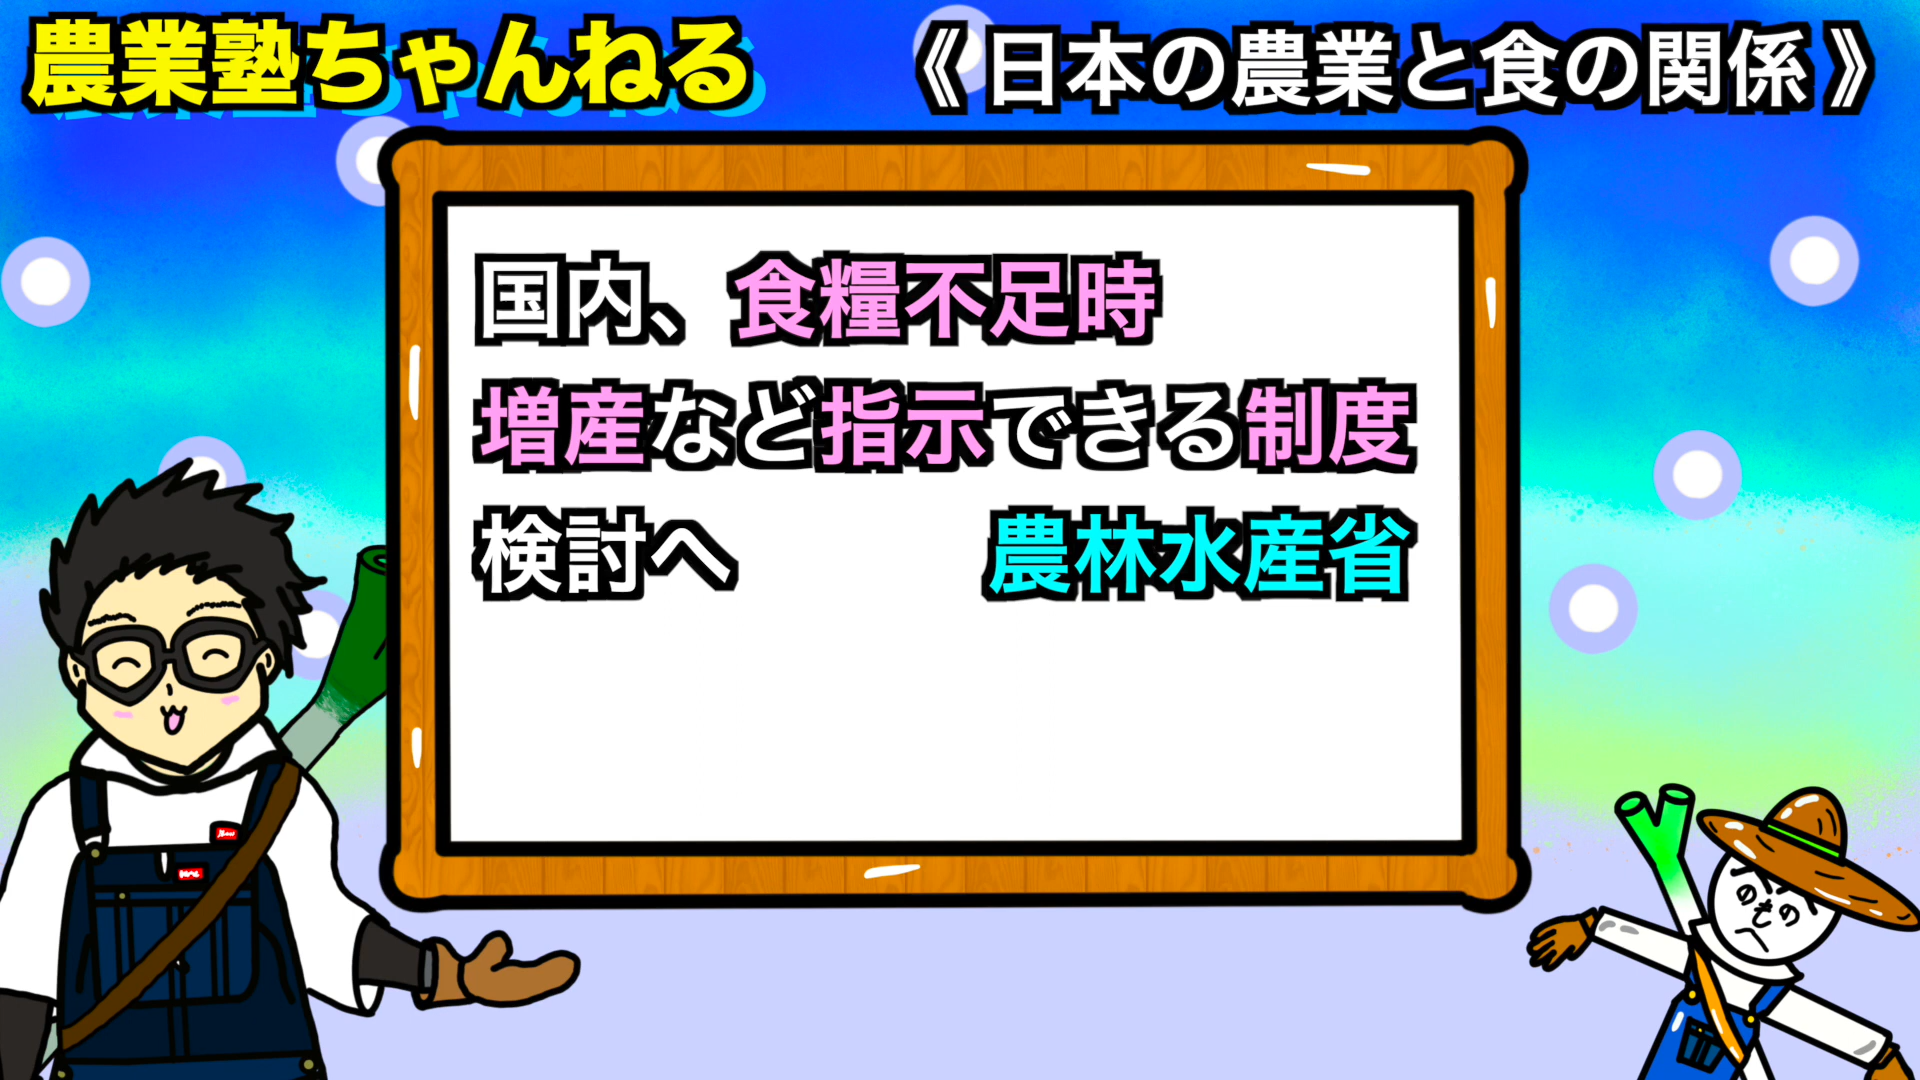 農業塾ちゃんねる
《日本の農業と食の関係》
国内、食糧不足時
増産など指示できる制度
検討へ 農林水産省